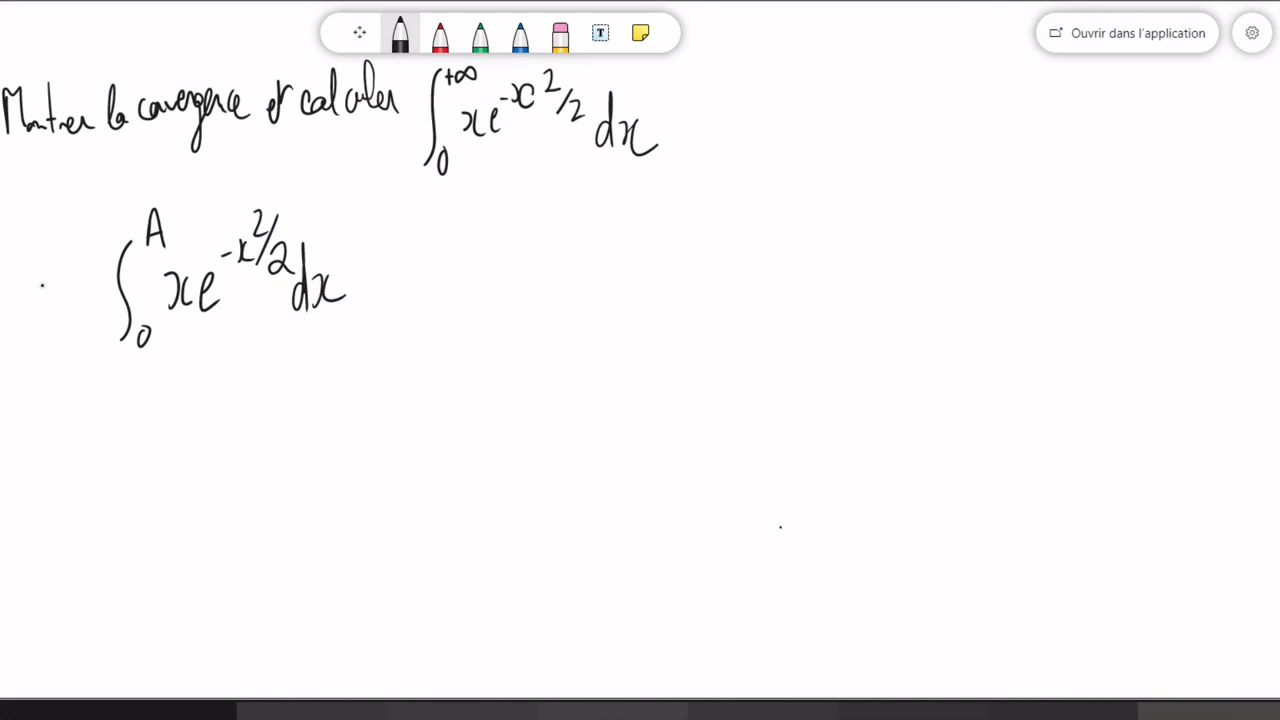 Ouvrir dans l'application
Montrer la convergence et calculer ∫₀^{+∞} xe^{-x²/2} dx
∫₀^A xe^{-x²/2} dx